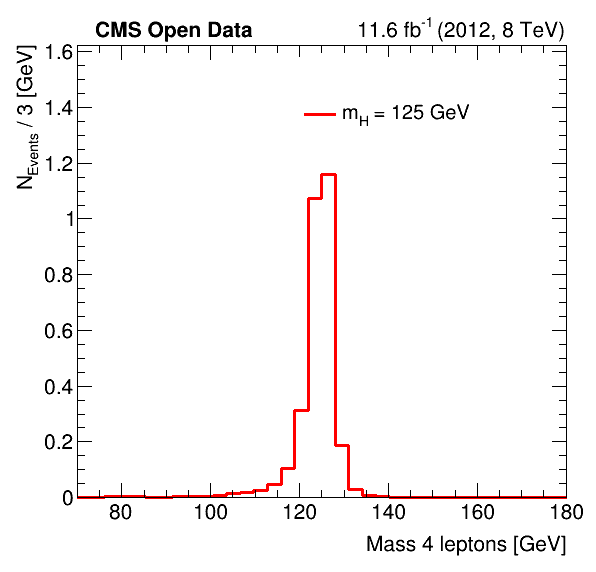 CMS Open Data
11.6 fb⁻¹ (2012, 8 TeV)
N_Events / 3 [GeV]
m_H = 125 GeV
1.6
1.4
1.2
1
0.8
0.6
0.4
0.2
0
80 100 120 140 160 180
Mass 4 leptons [GeV]